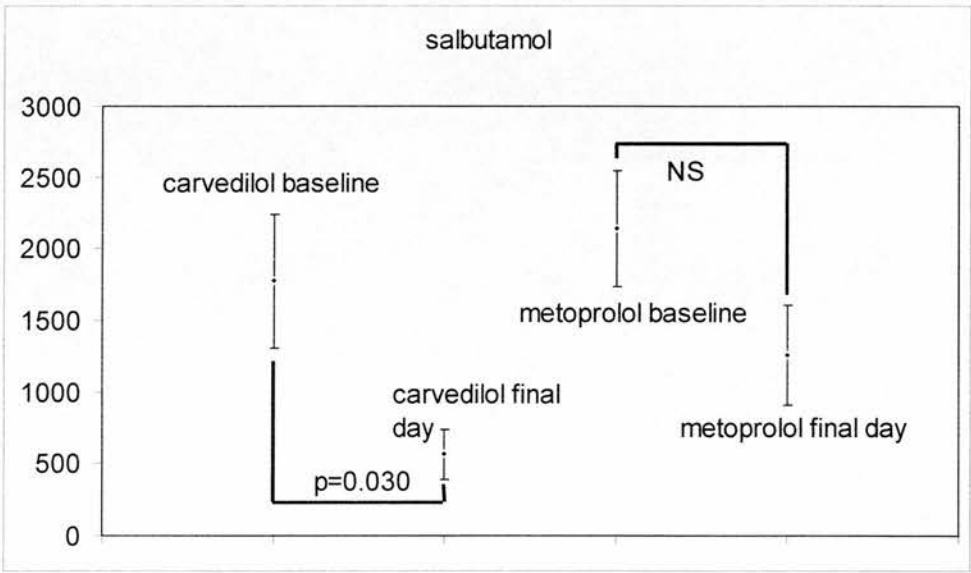 salbutamol
3000
2500
2000
1500
1000
500
0
carvedilol baseline
carvedilol final
day
p=0.030
NS
metoprolol baseline
metoprolol final day